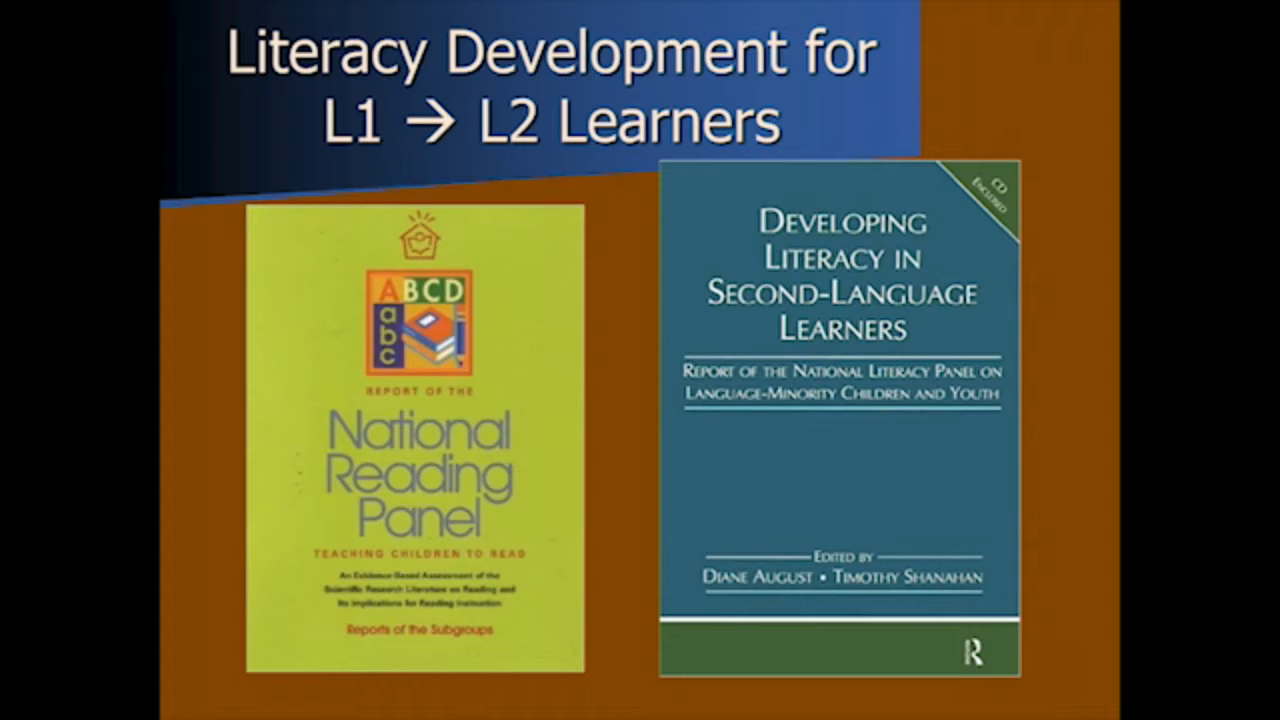 Literacy Development for
L1 → L2 Learners
ABCD
a
b
c
REPORT OF THE
National
Reading
Panel
TEACHING CHILDREN TO READ
An Evidence-Based Assessment of the
Scientific Research Literature on Reading and
Its Implications for Reading Instruction
Reports of the Subgroups
CD
ENCLOSED
DEVELOPING
LITERACY IN
SECOND-LANGUAGE
LEARNERS
REPORT OF THE NATIONAL LITERACY PANEL ON
LANGUAGE-MINORITY CHILDREN AND YOUTH
EDITED BY
DIANE AUGUST • TIMOTHY SHANAHAN
R